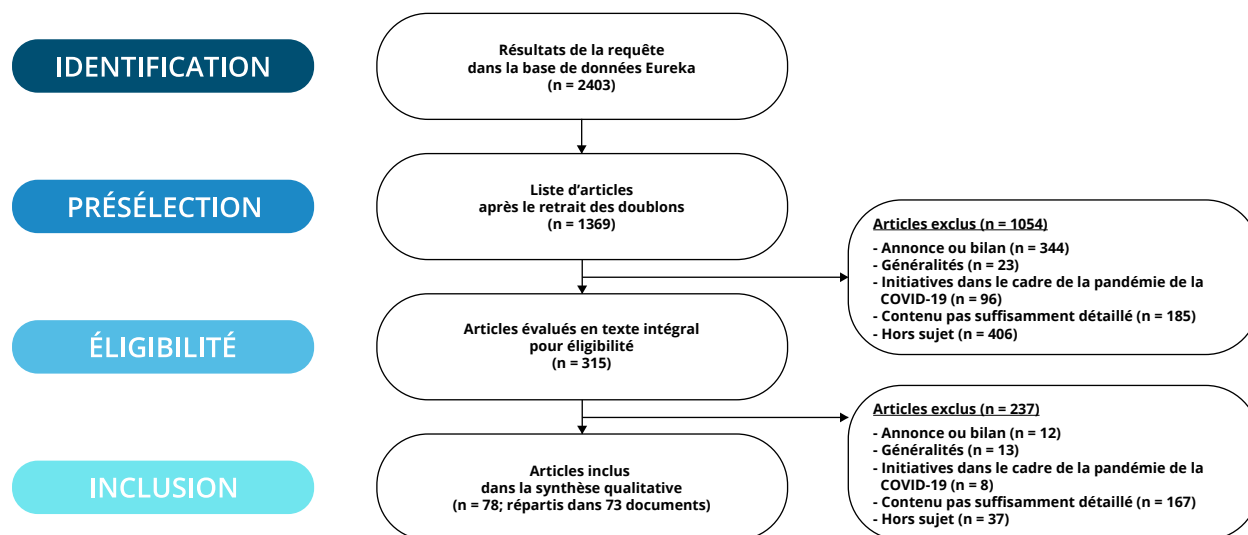 IDENTIFICATION
Résultats de la requête
dans la base de données Eureka
(n = 2403)
PRÉSÉLECTION
Liste d'articles
après le retrait des doublons
(n = 1369)
Articles exclus (n = 1054)
- Annonce ou bilan (n = 344)
- Généralités (n = 23)
- Initiatives dans le cadre de la pandémie de la
COVID-19 (n = 96)
- Contenu pas suffisamment détaillé (n = 185)
- Hors sujet (n = 406)
ÉLIGIBILITÉ
Articles évalués en texte intégral
pour éligibilité
(n = 315)
Articles exclus (n = 237)
- Annonce ou bilan (n = 12)
- Généralités (n = 13)
- Initiatives dans le cadre de la pandémie de la
COVID-19 (n = 8)
- Contenu pas suffisamment détaillé (n = 167)
- Hors sujet (n = 37)
INCLUSION
Articles inclus
dans la synthèse qualitative
(n = 78; répartis dans 73 documents)